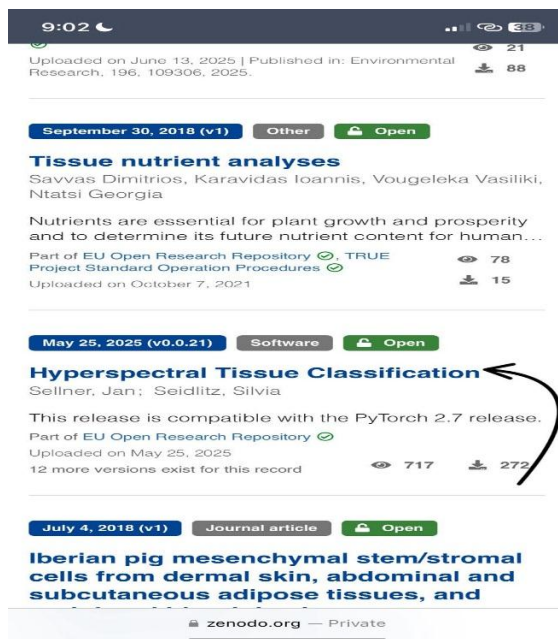 9:02
38
21
Uploaded on June 13, 2025 | Published in: Environmental
Research, 196, 109306, 2025.
88
September 30, 2018 (v1) Other Open
Tissue nutrient analyses
Savvas Dimitrios, Karavidas Ioannis, Vougeleka Vasiliki,
Ntatsi Georgia
Nutrients are essential for plant growth and prosperity
and to determine its future nutrient content for human...
Part of EU Open Research Repository, TRUE
Project Standard Operation Procedures
78
Uploaded on October 7, 2021
15
May 25, 2025 (v0.0.21) Software Open
Hyperspectral Tissue Classification
Sellner, Jan; Seidlitz, Silvia
This release is compatible with the PyTorch 2.7 release.
Part of EU Open Research Repository
Uploaded on May 25, 2025
12 more versions exist for this record
717 272
July 4, 2018 (v1) Journal article Open
Iberian pig mesenchymal stem/stromal
cells from dermal skin, abdominal and
subcutaneous adipose tissues, and
zenodo.org — Private